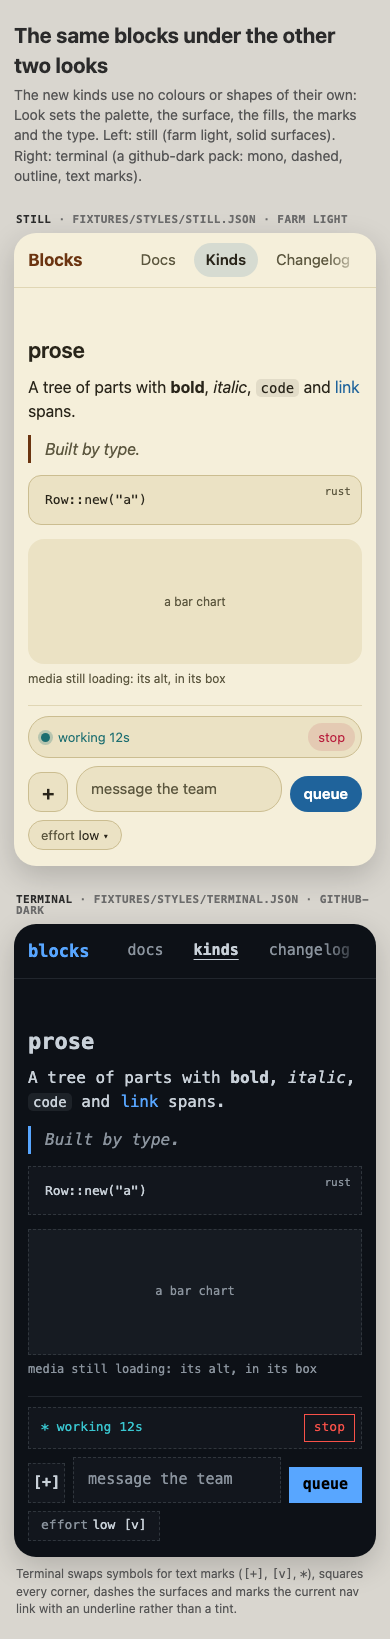 The same blocks under the other
two looks
The new kinds use no colours or shapes of their own:
Look sets the palette, the surface, the fills, the marks
and the type. Left: still (farm light, solid surfaces).
Right: terminal (a github-dark pack: mono, dashed,
outline, text marks).
STILL · FIXTURES/STYLES/STILL.JSON · FARM LIGHT
Blocks Docs Kinds Changelog
prose
A tree of parts with bold, italic, code and link
spans.
Built by type.
rust
Row::new("a")
a bar chart
media still loading: its alt, in its box
working 12s stop
+ message the team queue
effort low ▾
TERMINAL · FIXTURES/STYLES/TERMINAL.JSON · GITHUB-
DARK
blocks docs kinds changelog
prose
A tree of parts with bold, italic,
code and link spans.
Built by type.
rust
Row::new("a")
a bar chart
media still loading: its alt, in its box
* working 12s stop
[+] message the team queue
effort low [v]
Terminal swaps symbols for text marks ([+], [v], *), squares
every corner, dashes the surfaces and marks the current nav
link with an underline rather than a tint.